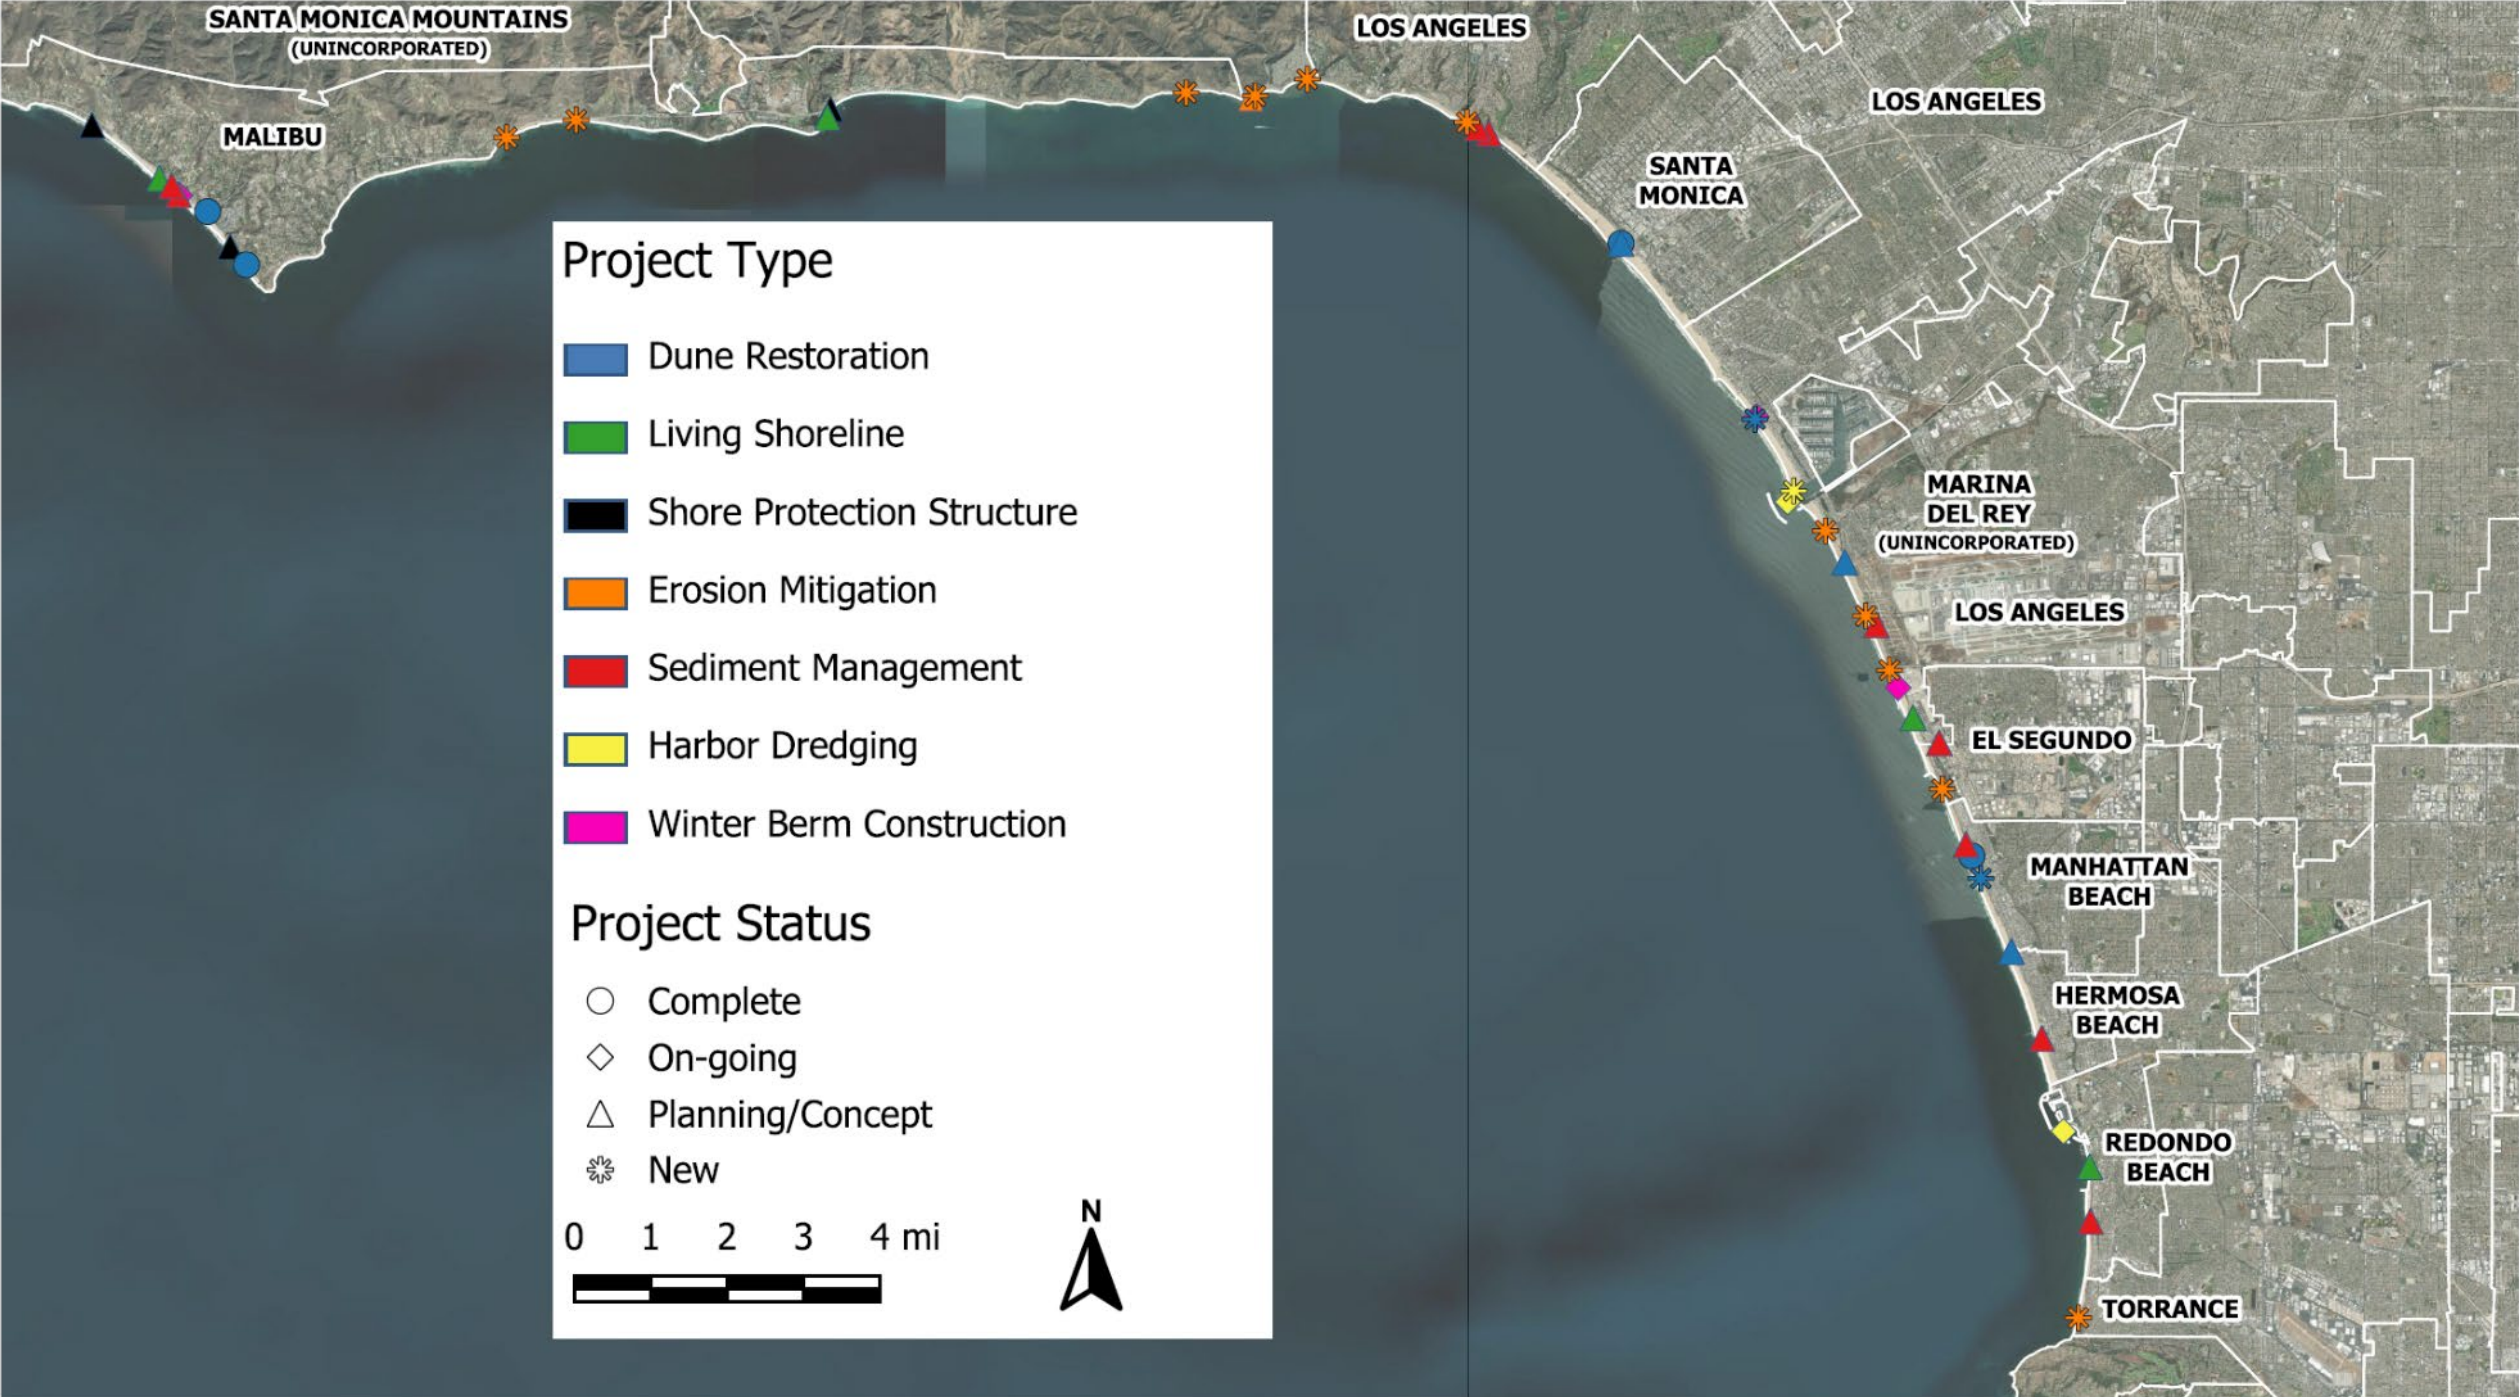 SANTA MONICA MOUNTAINS
(UNINCORPORATED)
LOS ANGELES
LOS ANGELES
MALIBU
SANTA
MONICA
Project Type
Dune Restoration
Living Shoreline
Shore Protection Structure
Erosion Mitigation
Sediment Management
Harbor Dredging
Winter Berm Construction
Project Status
Complete
On-going
Planning/Concept
New
0 1 2 3 4 mi
N
MARINA
DEL REY
(UNINCORPORATED)
LOS ANGELES
EL SEGUNDO
MANHATTAN
BEACH
HERMOSA
BEACH
REDONDO
BEACH
TORRANCE